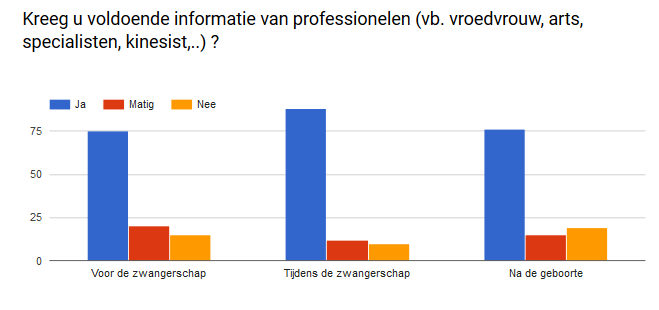 Kreeg u voldoende informatie van professionelen (vb. vroedvrouw, arts,
specialisten, kinesist,..) ?
Ja Matig Nee
75
50
25
0
Voor de zwangerschap Tijdens de zwangerschap Na de geboorte